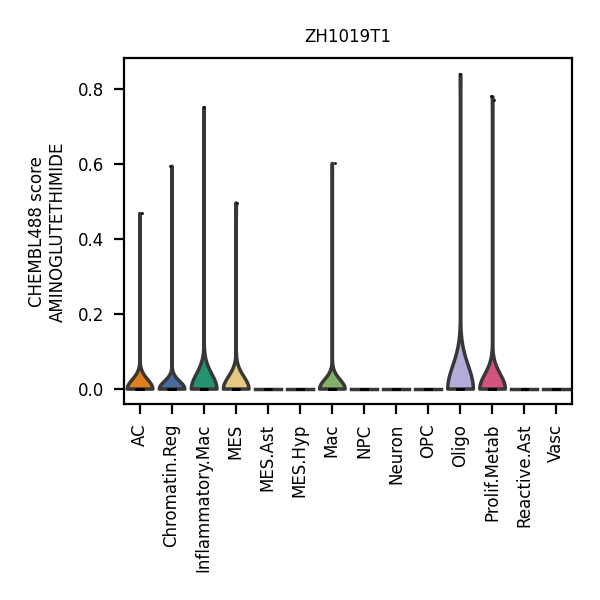 ZH1019T1
CHEMBL488 score
AMINOGLUTETHIMIDE
0.8
0.6
0.4
0.2
0.0
AC
Chromatin.Reg
Inflammatory.Mac
MES
MES.Ast
MES.Hyp
Mac
NPC
Neuron
OPC
Oligo
Prolif.Metab
Reactive.Ast
Vasc